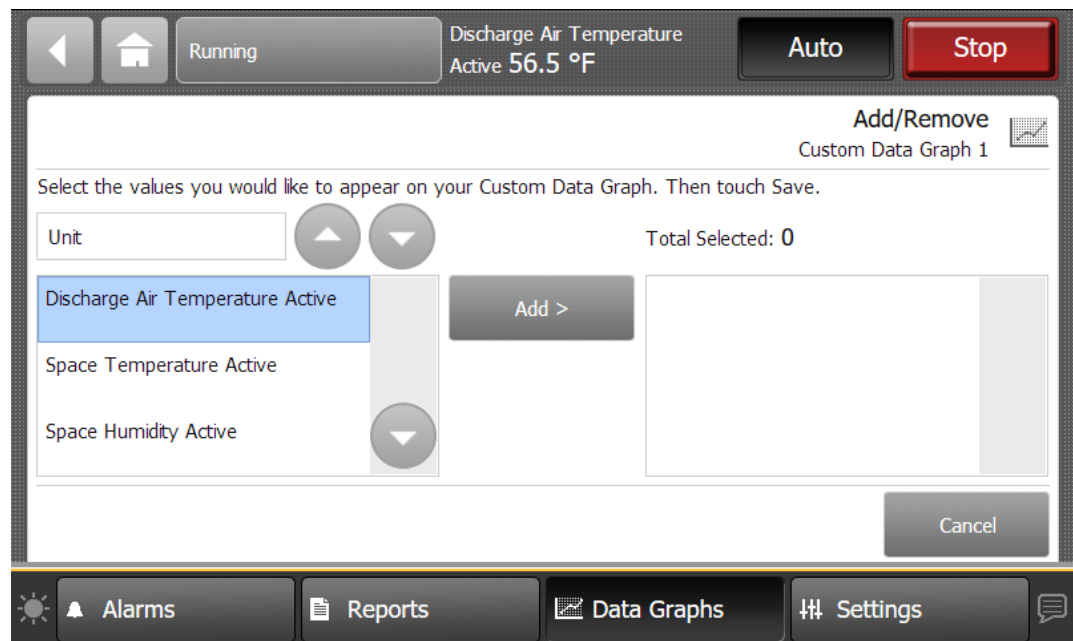 Running
Discharge Air Temperature
Active 56.5 °F
Auto
Stop
Add/Remove
Custom Data Graph 1
Select the values you would like to appear on your Custom Data Graph. Then touch Save.
Unit
Total Selected: 0
Discharge Air Temperature Active
Add >
Space Temperature Active
Space Humidity Active
Cancel
Alarms
Reports
Data Graphs
Settings